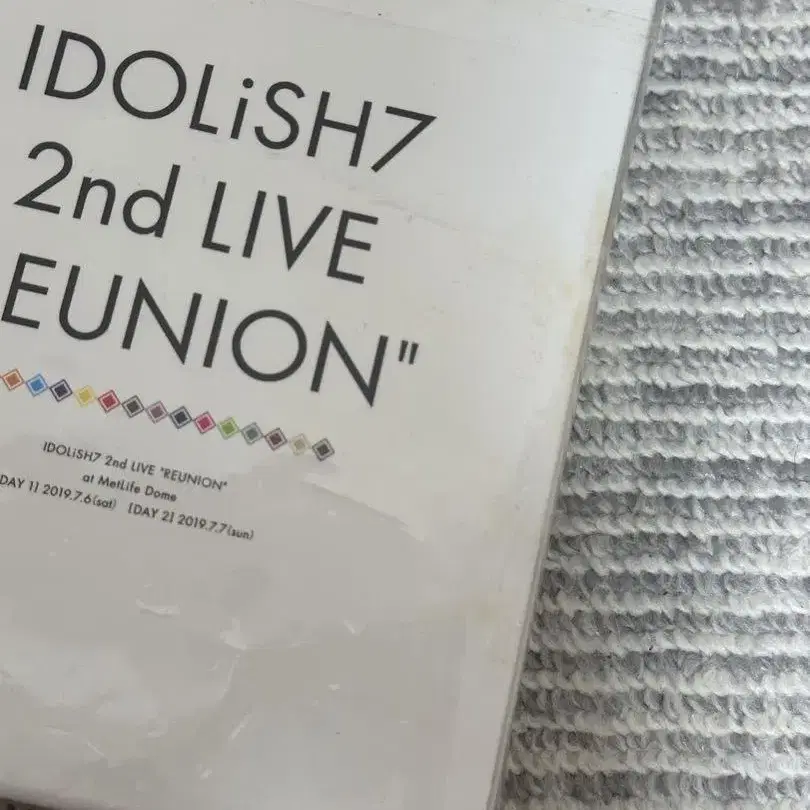 IDOLiSH7
2nd LIVE
EUNION"
IDOLiSH7 2nd LIVE "REUNION"
at MetLife Dome
DAY 1] 2019.7.6(sat) [DAY 2] 2019.7.7(sun)